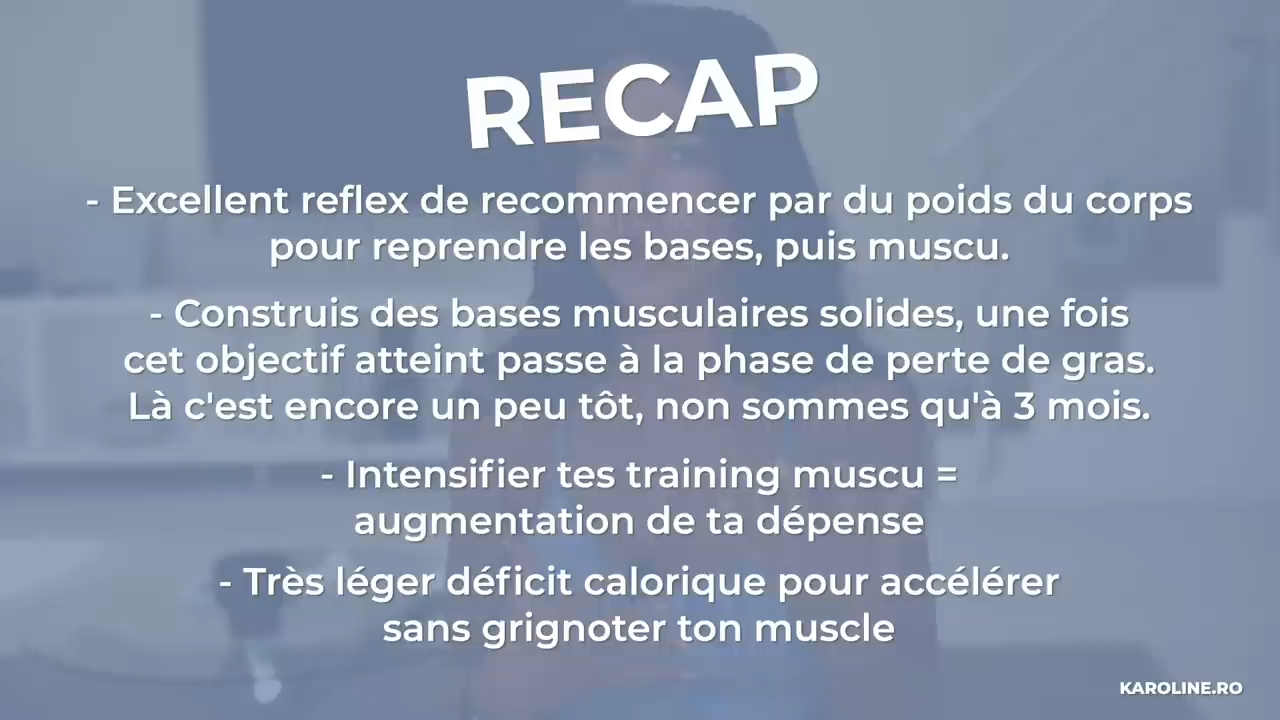 RECAP
- Excellent reflex de recommencer par du poids du corps
pour reprendre les bases, puis muscu.
- Construis des bases musculaires solides, une fois
cet objectif atteint passe à la phase de perte de gras.
Là c'est encore un peu tôt, non sommes qu'à 3 mois.
- Intensifier tes training muscu =
augmentation de ta dépense
- Très léger déficit calorique pour accélérer
sans grignoter ton muscle
KAROLINE.RO